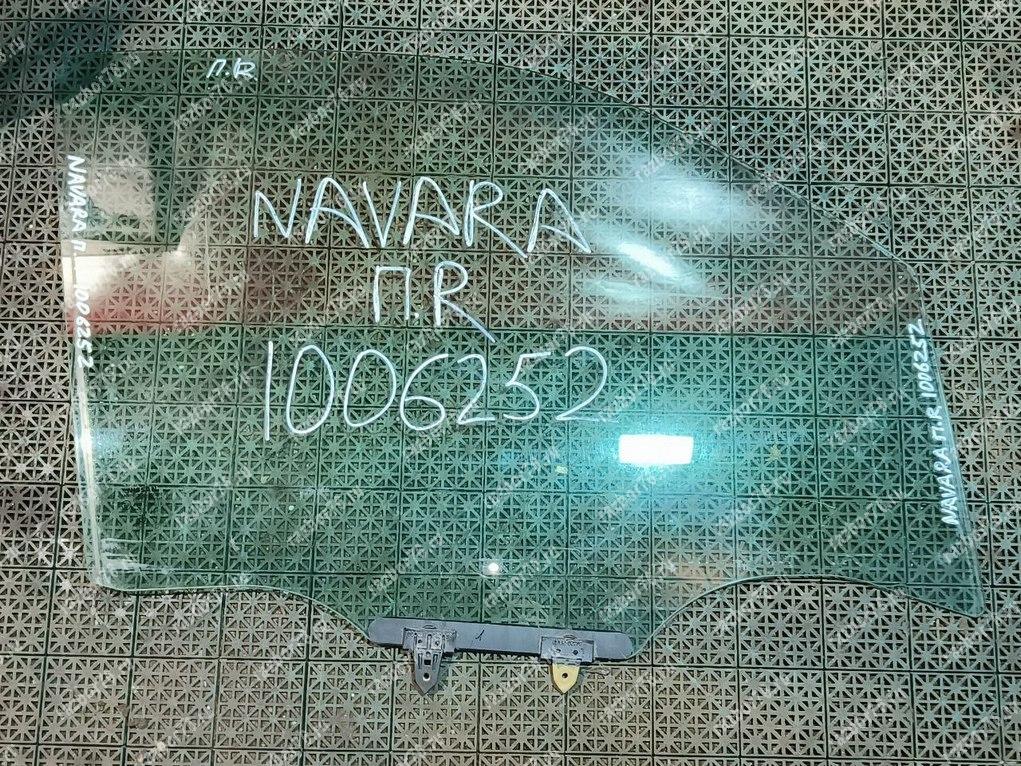 П.R
NAVARA
П.R
1006252
NAVARA П. 1006252
NAVARA П.R 1006252